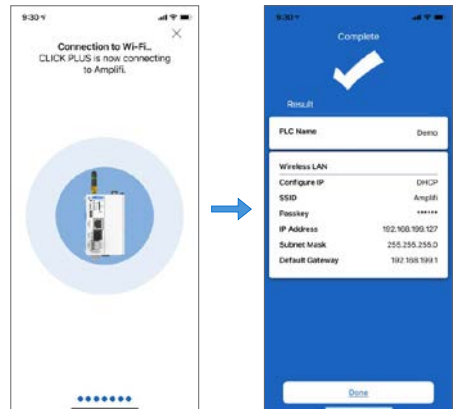 9:30
Connection to Wi-Fi...
CLICK PLUS is now connecting
to Amplifi.
9:30
Complete
Result
PLC Name Demo
Wireless LAN
Configure IP DHCP
SSID Amplifi
Passkey ••••••
IP Address 192.168.199.127
Subnet Mask 255.255.255.0
Default Gateway 192.168.199.1
Done